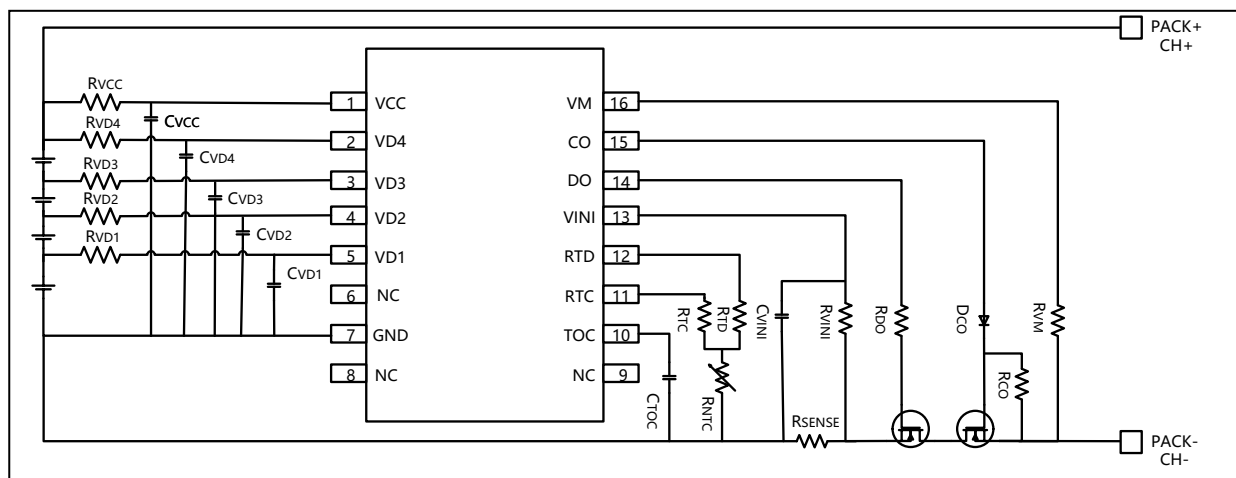 PACK+
CH+
RVCC
1 VCC
VM 16
CVCC
RVD4
2 VD4
CO 15
CVD4
RVD3
3 VD3
DO 14
CVD3
RVD2
4 VD2
VINI 13
CVD2
RVD1
5 VD1
RTD 12
CVD1
6 NC
RTC 11
RTC
RTD
CVINI
RVINI
RDO
DCO
RVM
7 GND
TOC 10
8 NC
NC 9
CTOC
RNTC
RCO
RSENSE
PACK-
CH-